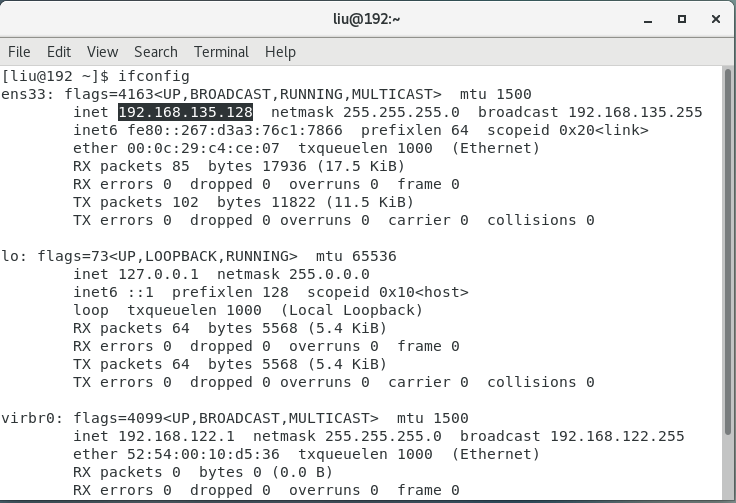 liu@192:~
File Edit View Search Terminal Help
[liu@192 ~]$ ifconfig
ens33: flags=4163<UP,BROADCAST,RUNNING,MULTICAST>  mtu 1500
        inet 192.168.135.128  netmask 255.255.255.0  broadcast 192.168.135.255
        inet6 fe80::267:d3a3:76c1:7866  prefixlen 64  scopeid 0x20<link>
        ether 00:0c:29:c4:ce:07  txqueuelen 1000  (Ethernet)
        RX packets 85  bytes 17936 (17.5 KiB)
        RX errors 0  dropped 0  overruns 0  frame 0
        TX packets 102  bytes 11822 (11.5 KiB)
        TX errors 0  dropped 0 overruns 0  carrier 0  collisions 0

lo: flags=73<UP,LOOPBACK,RUNNING>  mtu 65536
        inet 127.0.0.1  netmask 255.0.0.0
        inet6 ::1  prefixlen 128  scopeid 0x10<host>
        loop  txqueuelen 1000  (Local Loopback)
        RX packets 64  bytes 5568 (5.4 KiB)
        RX errors 0  dropped 0  overruns 0  frame 0
        TX packets 64  bytes 5568 (5.4 KiB)
        TX errors 0  dropped 0 overruns 0  carrier 0  collisions 0

virbr0: flags=4099<UP,BROADCAST,MULTICAST>  mtu 1500
        inet 192.168.122.1  netmask 255.255.255.0  broadcast 192.168.122.255
        ether 52:54:00:10:d5:36  txqueuelen 1000  (Ethernet)
        RX packets 0  bytes 0 (0.0 B)
        RX errors 0  dropped 0  overruns 0  frame 0